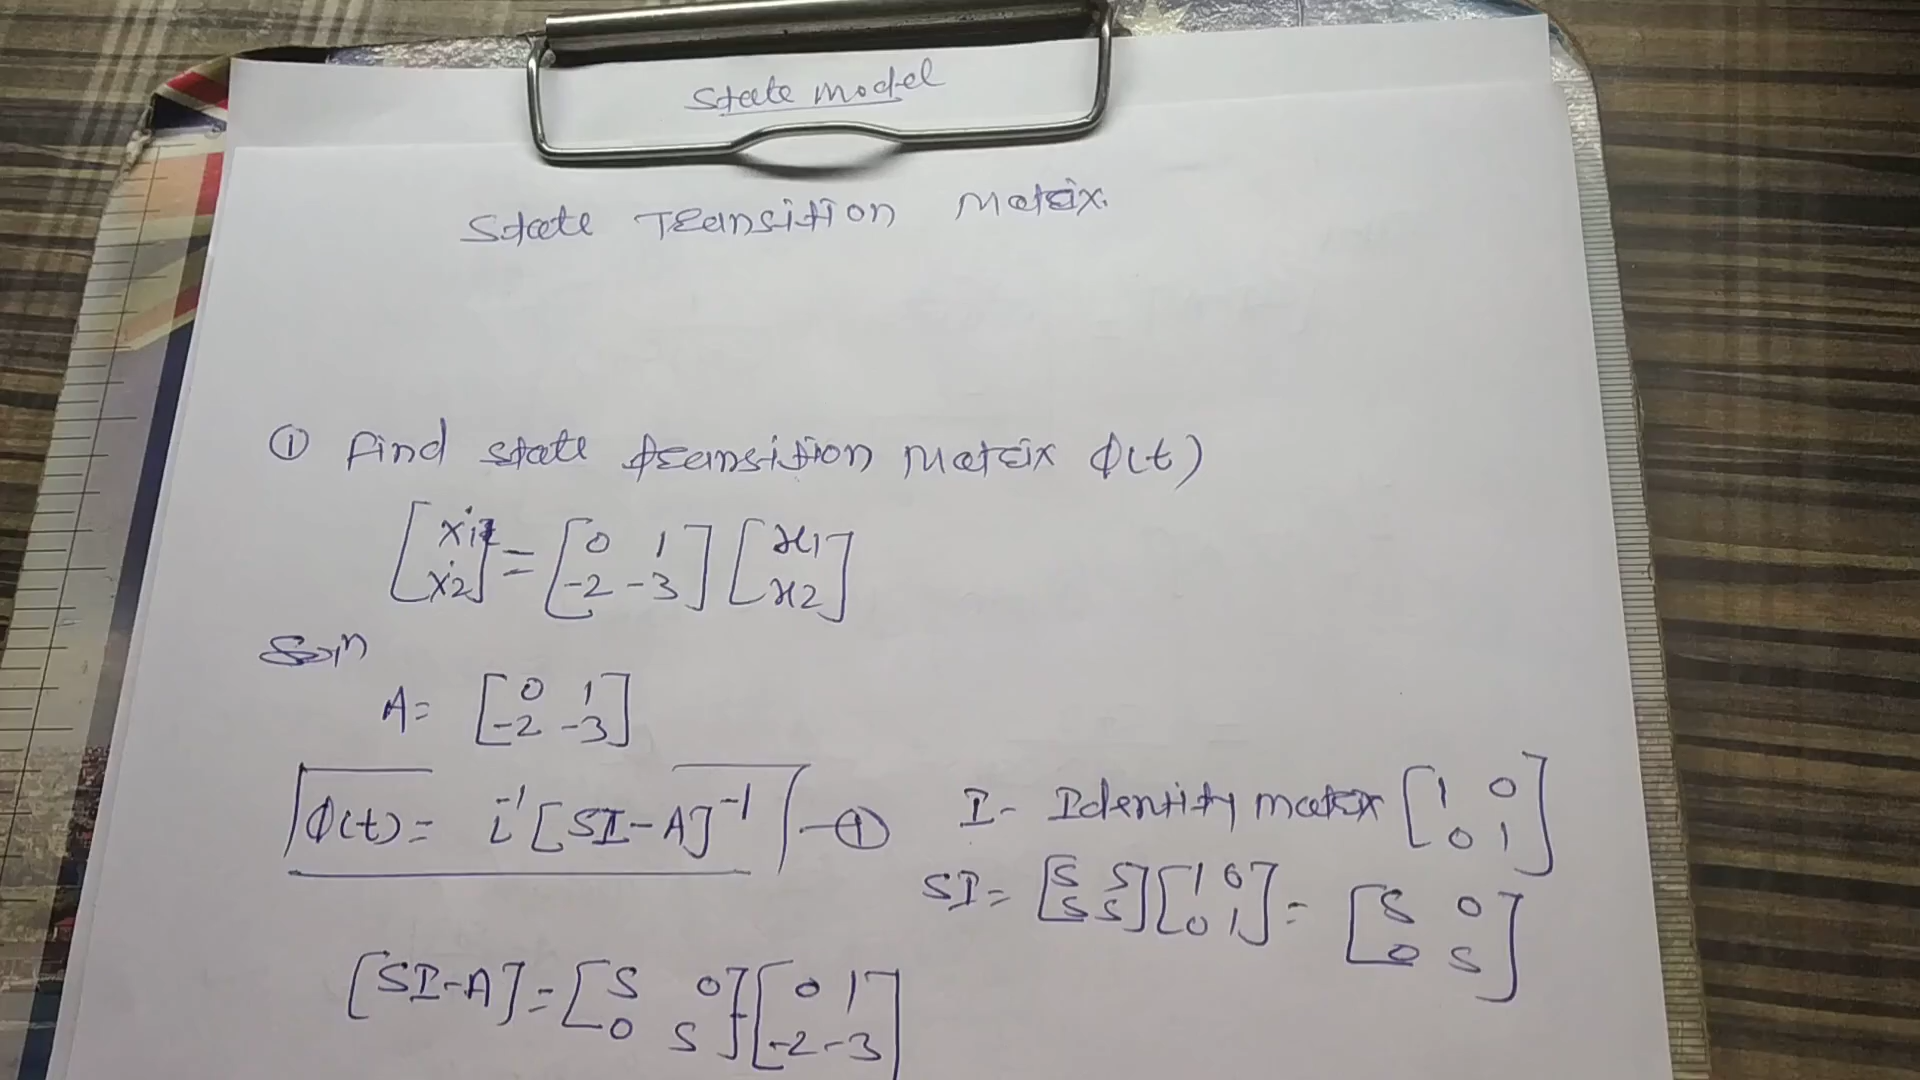 State model
State Transition Matrix.
① Find state transition Matrix ϕ(t)
[ẋ1 ẋ2] = [0 1 -2 -3] [x1 x2]
Soln
A = [0 1 -2 -3]
ϕ(t) = L⁻¹[SI-A]⁻¹ -①
I - Identity matrix [1 0 0 1]
SI = [S S S S] [1 0 0 1] = [S 0 0 S]
[SI-A] = [S 0 0 S] - [0 1 -2 -3]